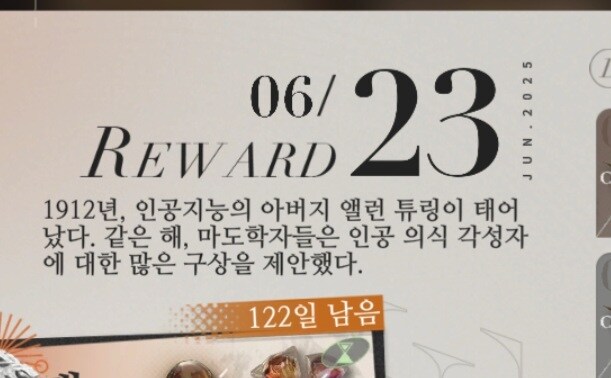 06/23
JUN.2025
REWARD
1912년, 인공지능의 아버지 앨런 튜링이 태어
났다. 같은 해, 마도학자들은 인공 의식 각성자
에 대한 많은 구상을 제안했다.
122일 남음